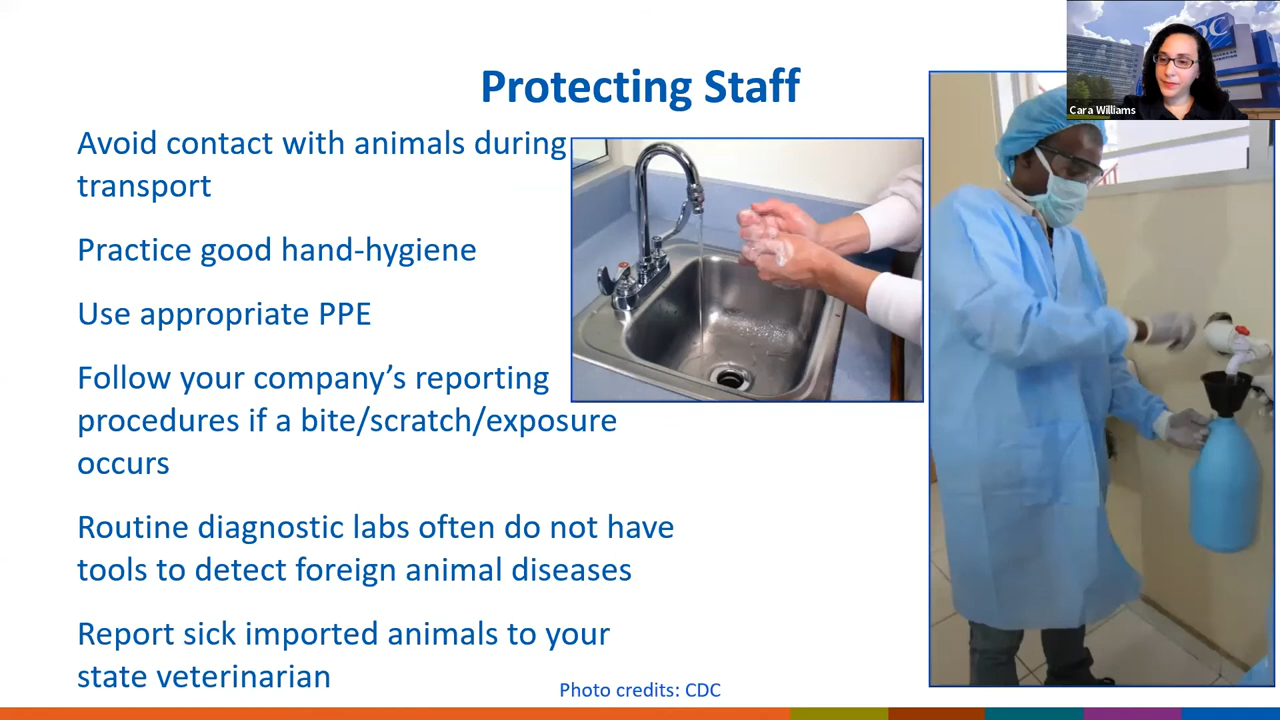 Protecting Staff
Cara Williams
Avoid contact with animals during
transport
Practice good hand-hygiene
Use appropriate PPE
Follow your company’s reporting
procedures if a bite/scratch/exposure
occurs
Routine diagnostic labs often do not have
tools to detect foreign animal diseases
Report sick imported animals to your
state veterinarian
Photo credits: CDC